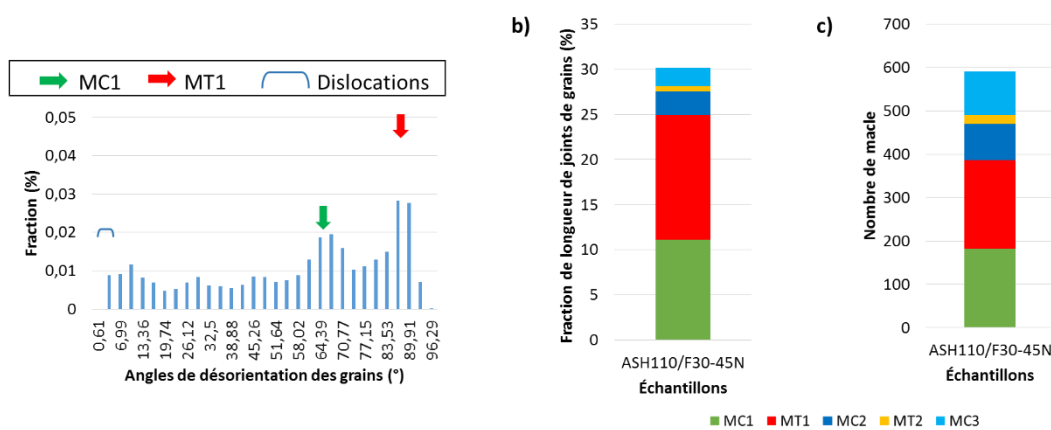 MC1 MT1 Dislocations
Fraction (%)
0,05
0,04
0,03
0,02
0,01
0
0,61 6,99 13,36 19,74 26,12 32,5 38,88 45,26 51,64 58,02 64,39 70,77 77,15 83,53 89,91 96,29
Angles de désorientation des grains (°)
b)
Fraction de longueur de joints de grains (%)
35
30
25
20
15
10
5
0
ASH110/F30-45N
Échantillons
c)
Nombre de macle
700
600
500
400
300
200
100
0
ASH110/F30-45N
Échantillons
MC1 MT1 MC2 MT2 MC3